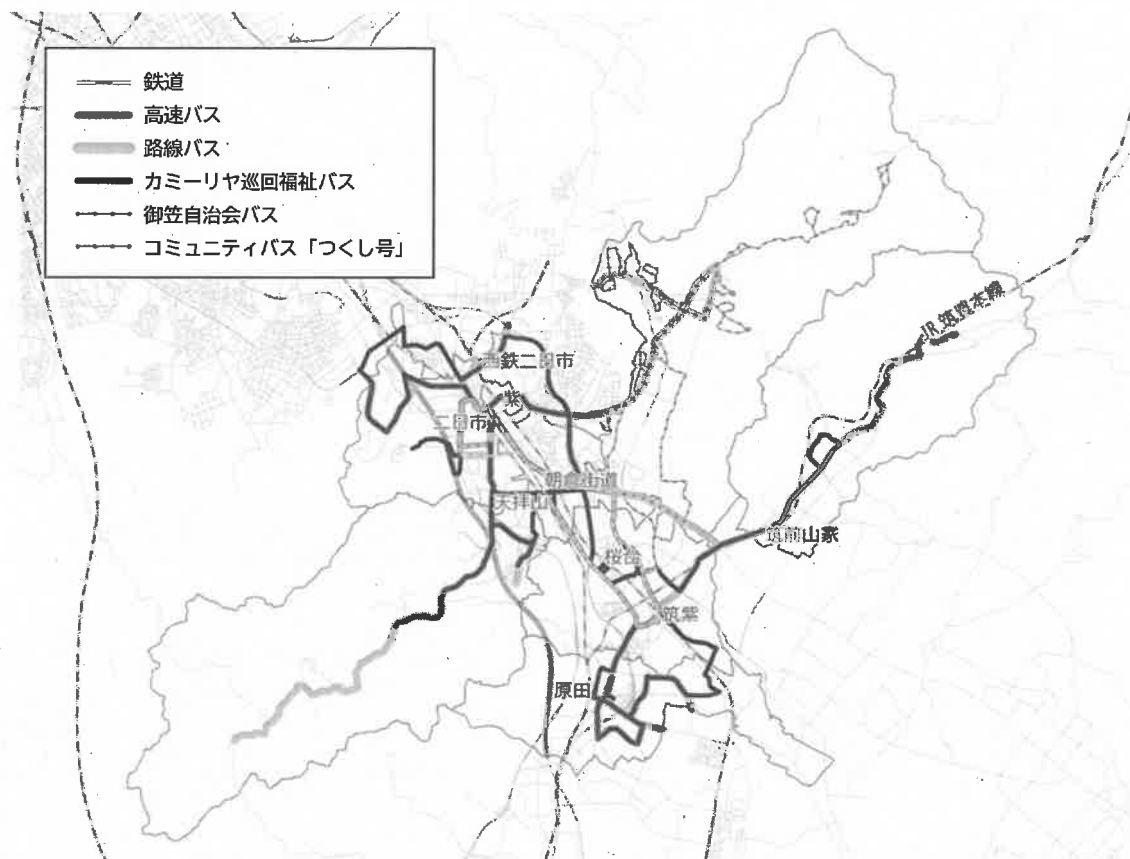 鉄道
高速バス
路線バス
カミーリヤ巡回福祉バス
御笠自治会バス
コミュニティバス「つくし号」
JR筑豊本線
西鉄二日市
紫
二日市
朝倉街道
天拝山
筑前山家
桜台
筑紫
原田